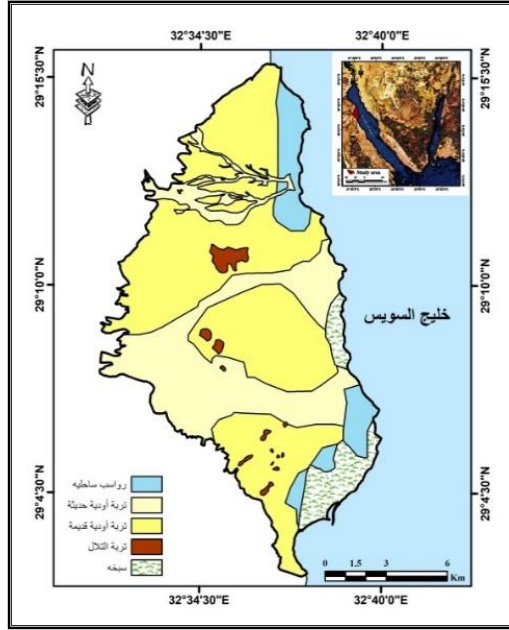 32°34'30"E
32°40'0"E
29°15'30"N
29°15'30"N
N
Study area
29°10'0"N
29°10'0"N
خليج السويس
29°4'30"N
29°4'30"N
رواسب ساطيه
تربة أودية حديثة
تربة أودية قديمة
تربة التلال
سبخه
0 1.5 3 6
Km
32°34'30"E
32°40'0"E